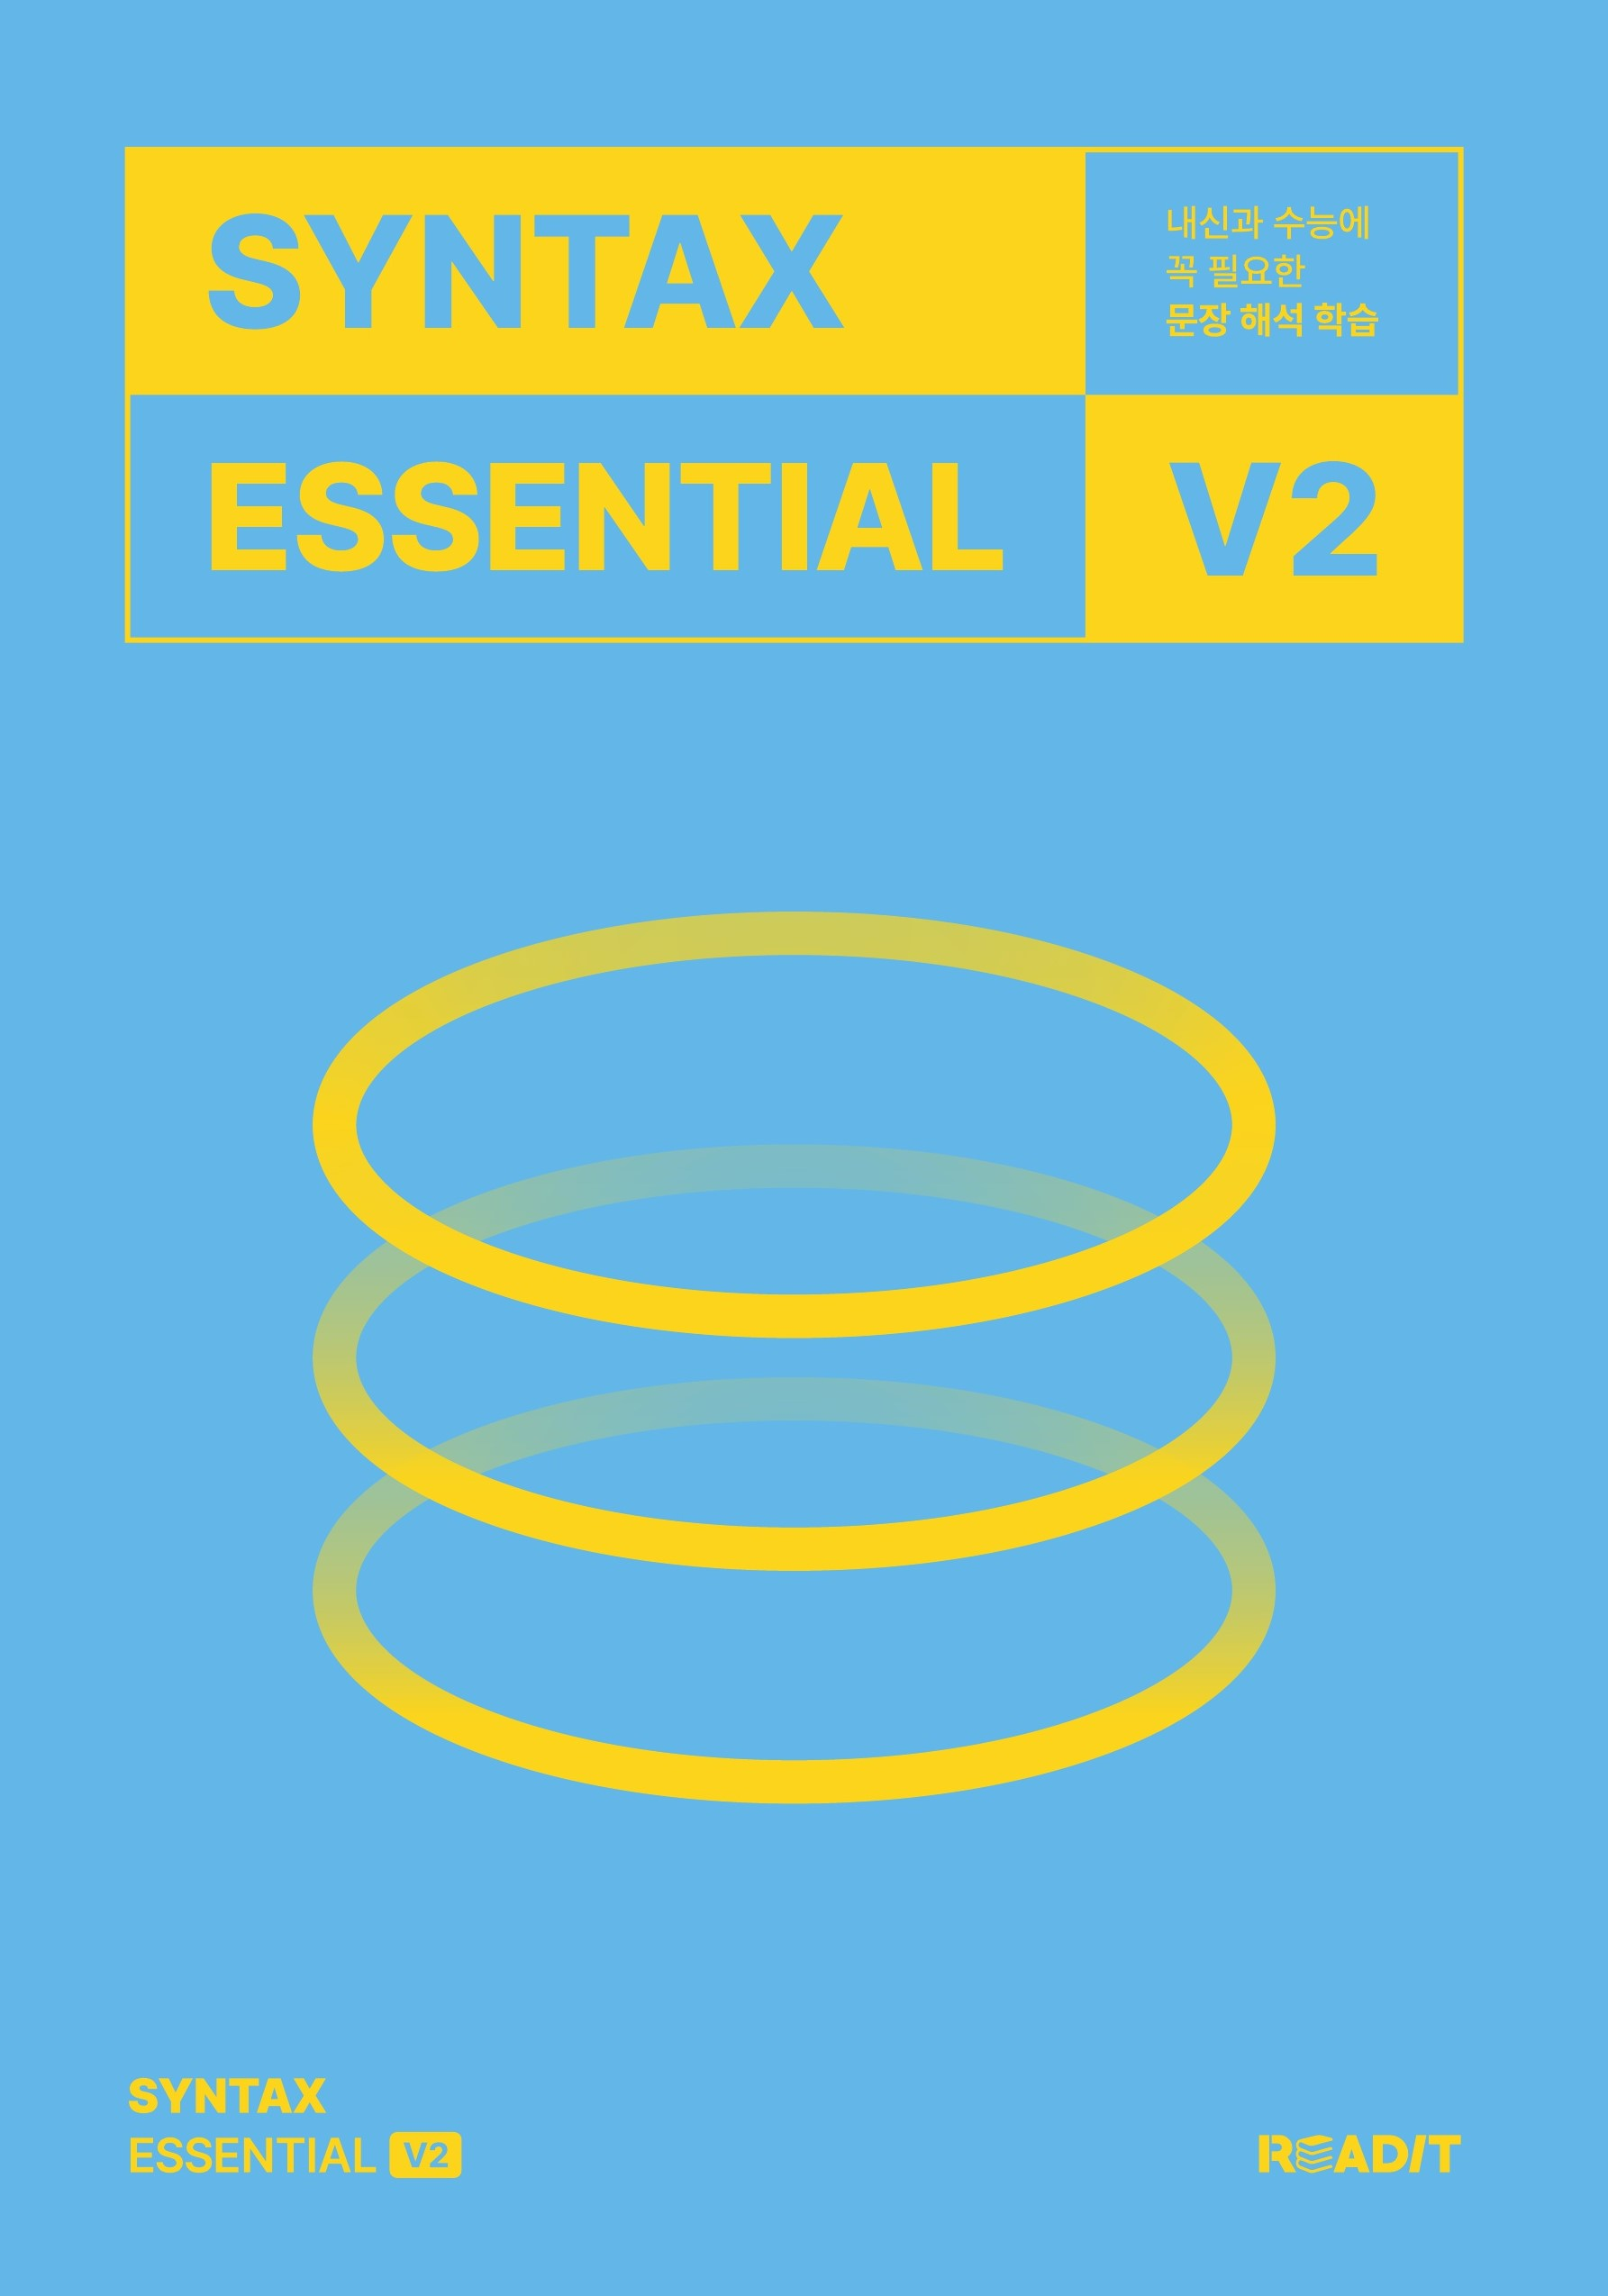 SYNTAX
내신과 수능에
꼭 필요한
문장 해석 학습
ESSENTIAL
V2
SYNTAX
ESSENTIAL V2
READIT